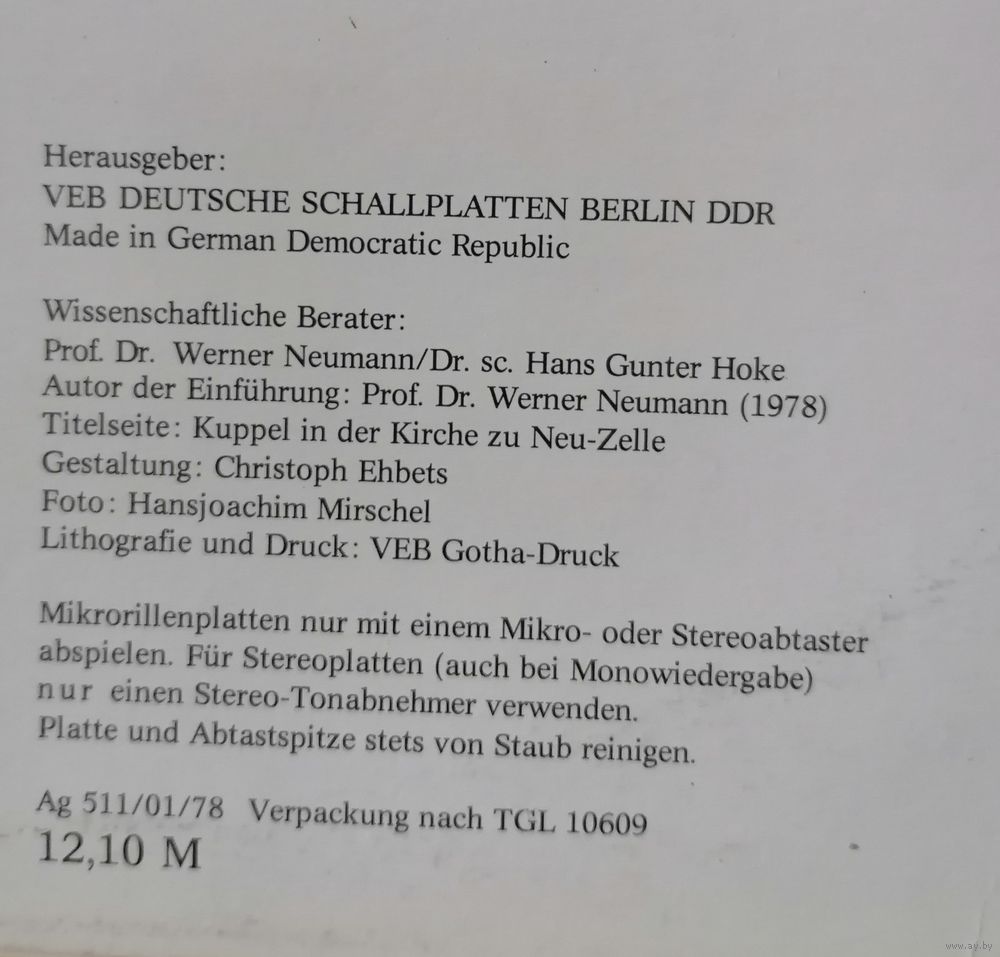 Herausgeber:
VEB DEUTSCHE SCHALLPLATTEN BERLIN DDR
Made in German Democratic Republic
Wissenschaftliche Berater:
Prof. Dr. Werner Neumann/Dr. sc. Hans Gunter Hoke
Autor der Einführung: Prof. Dr. Werner Neumann (1978)
Titelseite: Kuppel in der Kirche zu Neu-Zelle
Gestaltung: Christoph Ehbets
Foto: Hansjoachim Mirschel
Lithografie und Druck: VEB Gotha-Druck
Mikrorillenplatten nur mit einem Mikro- oder Stereoabtaster
abspielen. Für Stereoplatten (auch bei Monowiedergabe)
nur einen Stereo-Tonabnehmer verwenden.
Platte und Abtastspitze stets von Staub reinigen.
Ag 511/01/78 Verpackung nach TGL 10609
12,10 M
www.ay.by